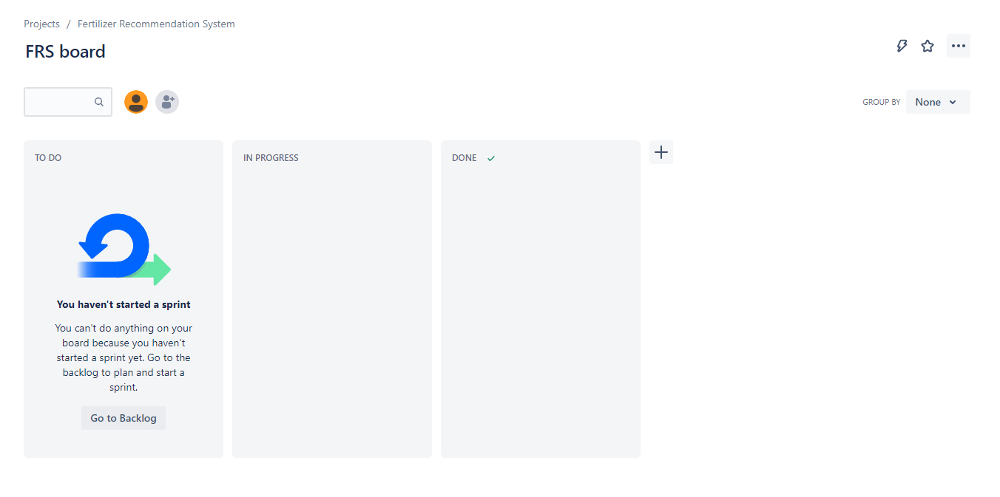 Projects / Fertilizer Recommendation System
FRS board
GROUP BY None
TO DO
IN PROGRESS
DONE
You haven't started a sprint
You can't do anything on your
board because you haven't
started a sprint yet. Go to the
backlog to plan and start a
sprint.
Go to Backlog